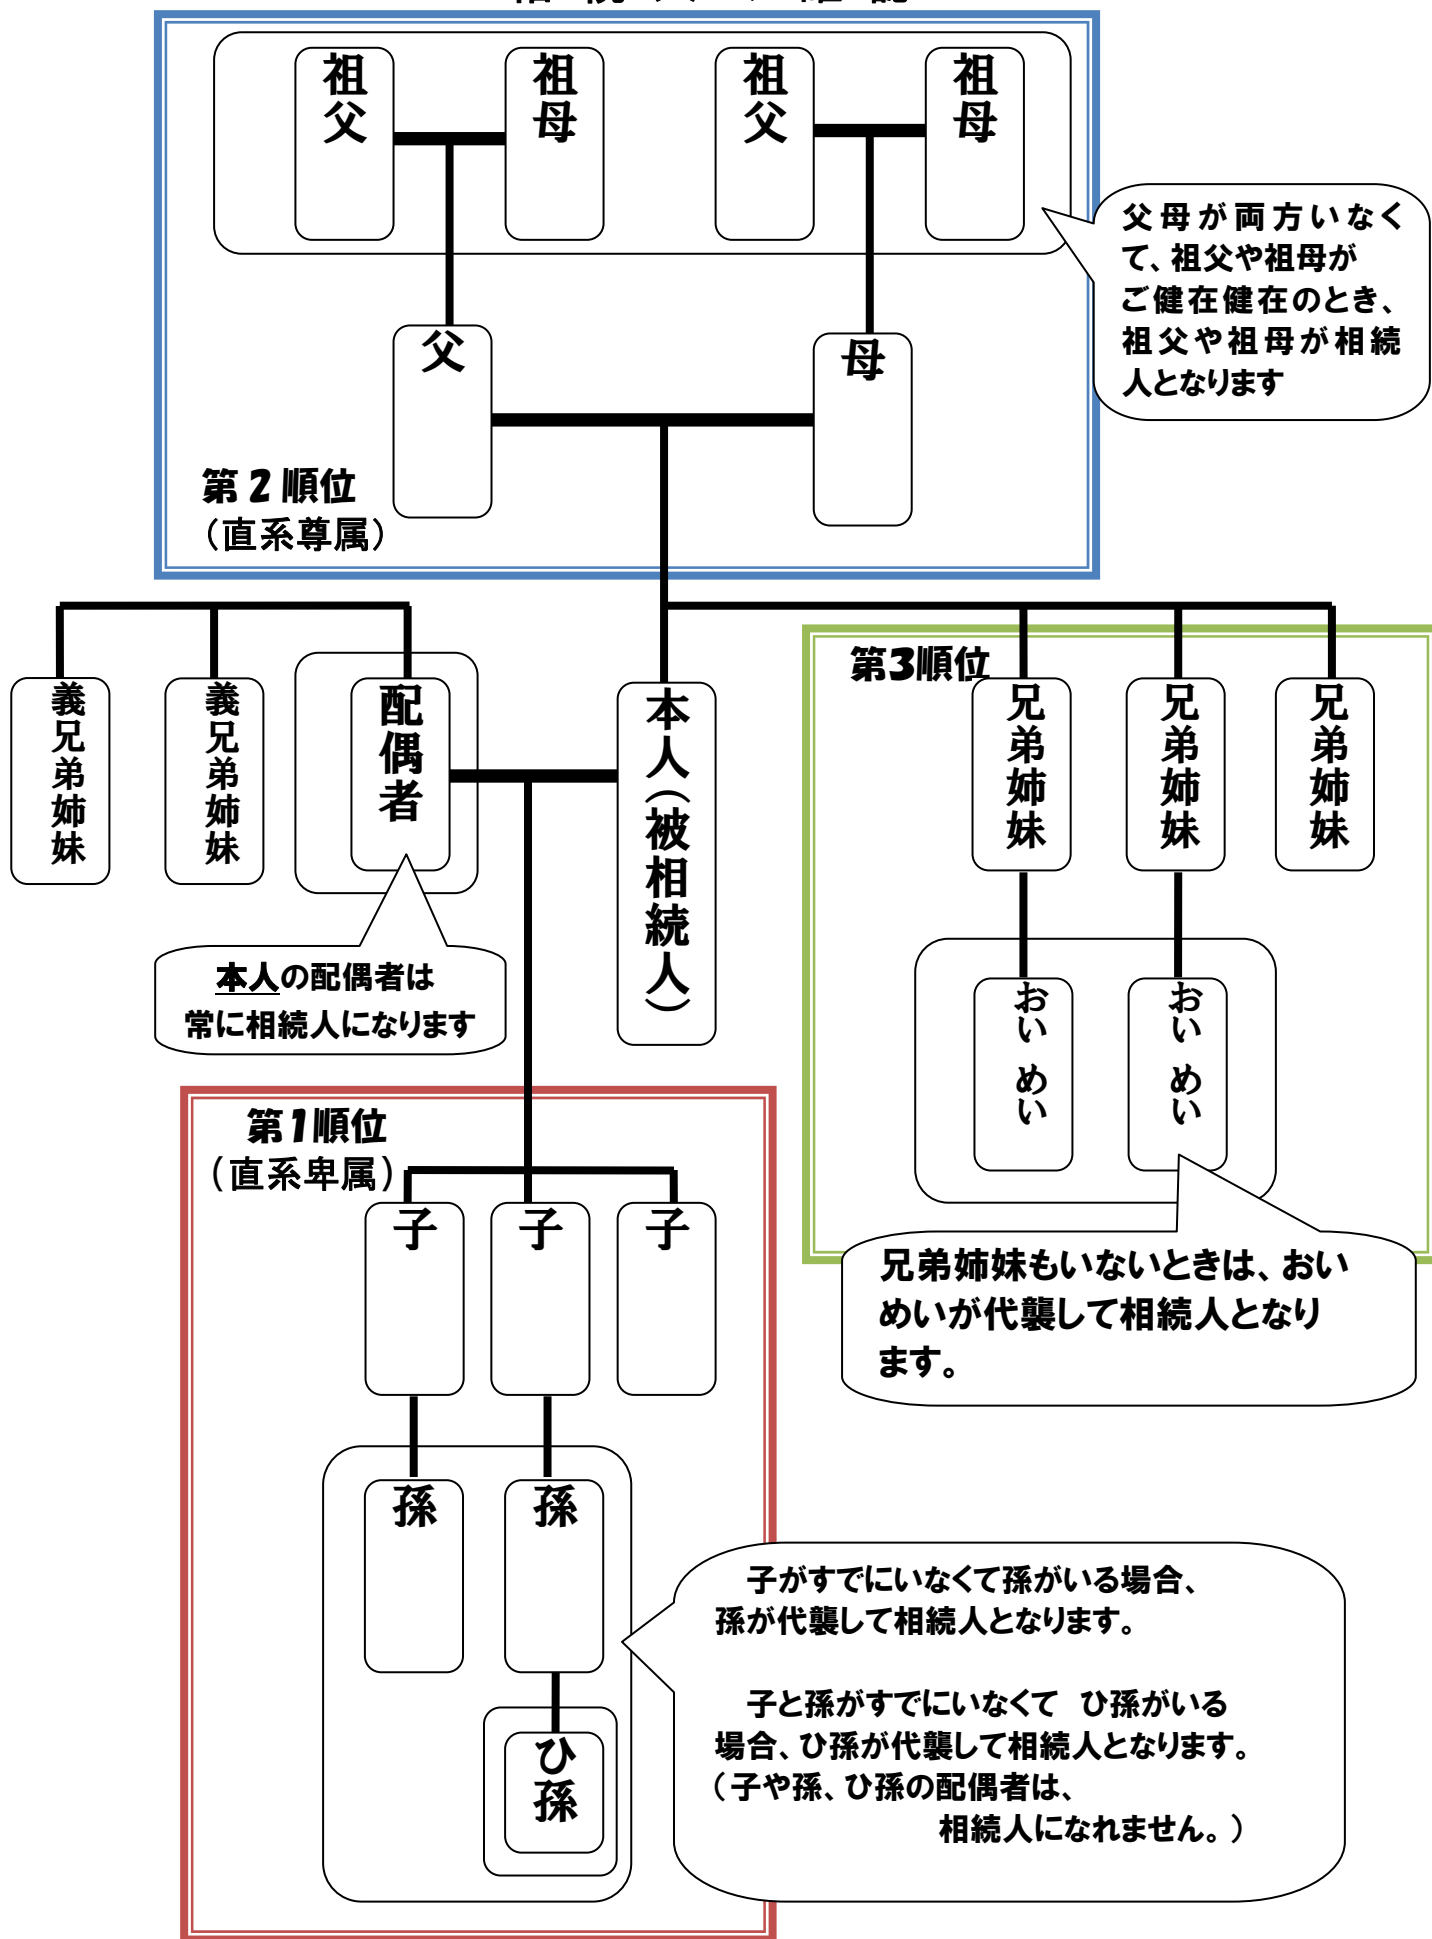 祖父
祖母
祖父
祖母
父母が両方いなく
て、祖父や祖母が
ご健在健在のとき、
祖父や祖母が相続
人となります
父
母
第2順位
（直系尊属）
義兄弟姉妹
義兄弟姉妹
配偶者
本人（被相続人）
第3順位
兄弟姉妹
兄弟姉妹
兄弟姉妹
本人の配偶者は
常に相続人になります
おい めい
おい めい
兄弟姉妹もいないときは、おい
めいが代襲して相続人となり
ます。
第1順位
（直系卑属）
子
子
子
孫
孫
ひ孫
子がすでにいなくて孫がいる場合、
孫が代襲して相続人となります。
子と孫がすでにいなくて ひ孫がいる
場合、ひ孫が代襲して相続人となります。
（子や孫、ひ孫の配偶者は、
相続人になれません。）